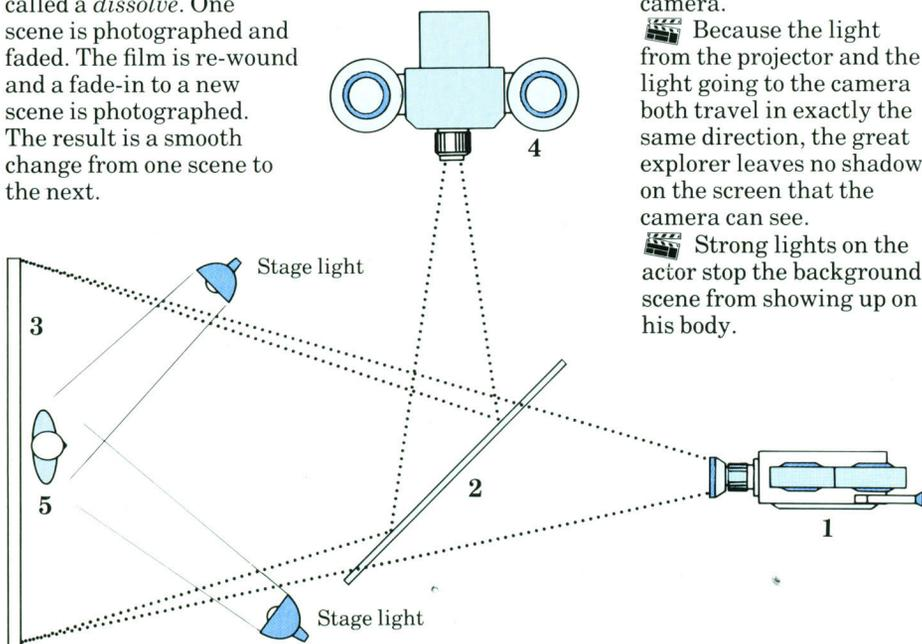 called a dissolve. One
scene is photographed and
faded. The film is re-wound
and a fade-in to a new
scene is photographed.
The result is a smooth
change from one scene to
the next.
camera.
Because the light
from the projector and the
light going to the camera
both travel in exactly the
same direction, the great
explorer leaves no shadow
on the screen that the
camera can see.
Strong lights on the
actor stop the background
scene from showing up on
his body.
4
Stage light
3
5
2
1
Stage light